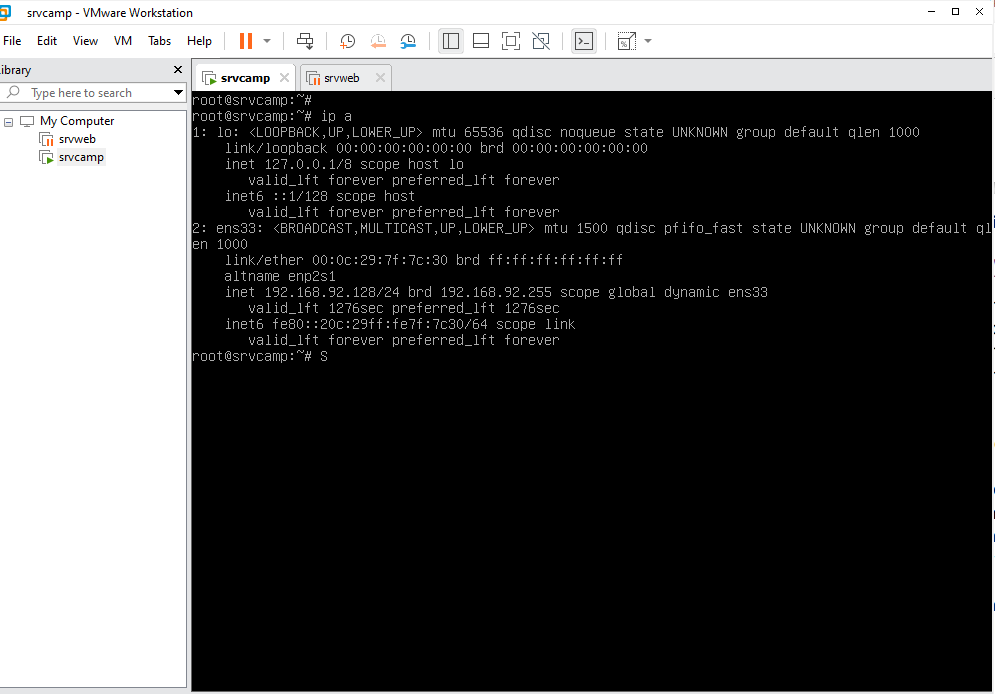 srvcamp - VMware Workstation
File Edit View VM Tabs Help
Library
srvcamp srvweb
Type here to search
My Computer
srvweb
srvcamp
root@srvcamp:~#
root@srvcamp:~# ip a
1: lo: <LOOPBACK,UP,LOWER_UP> mtu 65536 qdisc noqueue state UNKNOWN group default qlen 1000
link/loopback 00:00:00:00:00:00 brd 00:00:00:00:00:00
inet 127.0.0.1/8 scope host lo
valid_lft forever preferred_lft forever
inet6 ::1/128 scope host
valid_lft forever preferred_lft forever
2: ens33: <BROADCAST,MULTICAST,UP,LOWER_UP> mtu 1500 qdisc pfifo_fast state UNKNOWN group default ql
en 1000
link/ether 00:0c:29:7f:7c:30 brd ff:ff:ff:ff:ff:ff
altname enp2s1
inet 192.168.92.128/24 brd 192.168.92.255 scope global dynamic ens33
valid_lft 1276sec preferred_lft 1276sec
inet6 fe80::20c:29ff:fe7f:7c30/64 scope link
valid_lft forever preferred_lft forever
root@srvcamp:~# S